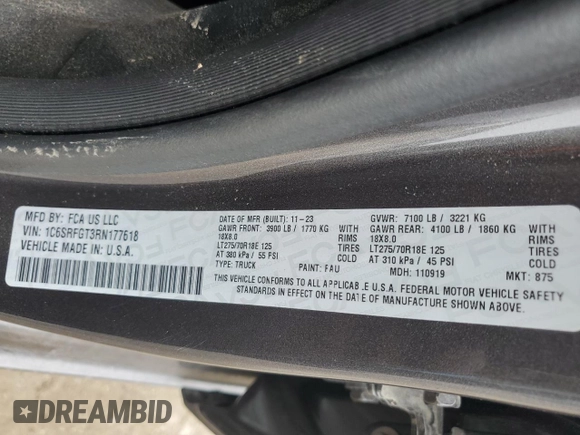 MFD BY: FCA US LLC
VIN: 1C6SRFGT3RN177618
VEHICLE MADE IN U.S.A.
DATE OF MFR (BUILT): 11-23
GAWR FRONT: 3900 LB / 1770 KG
18X8.0 RIMS
LT275/70R18E 125 TIRES
AT 380 kPa / 55 PSI COLD
TYPE: TRUCK
PAINT: FAU
GVWR: 7100 LB / 3221 KG
GAWR REAR: 4100 LB / 1860 KG
18X8.0 RIMS
LT275/70R18E 125 TIRES
AT 310 kPa / 45 PSI COLD
MDH: 110919
MKT: 875
THIS VEHICLE CONFORMS TO ALL APPLICAB .E U.S.A. FEDERAL MOTOR VEHICLE SAFETY
STANDARDS IN EFFECT ON THE DATE OF MANUFACTURE SHOWN ABOVE.
DREAMBID